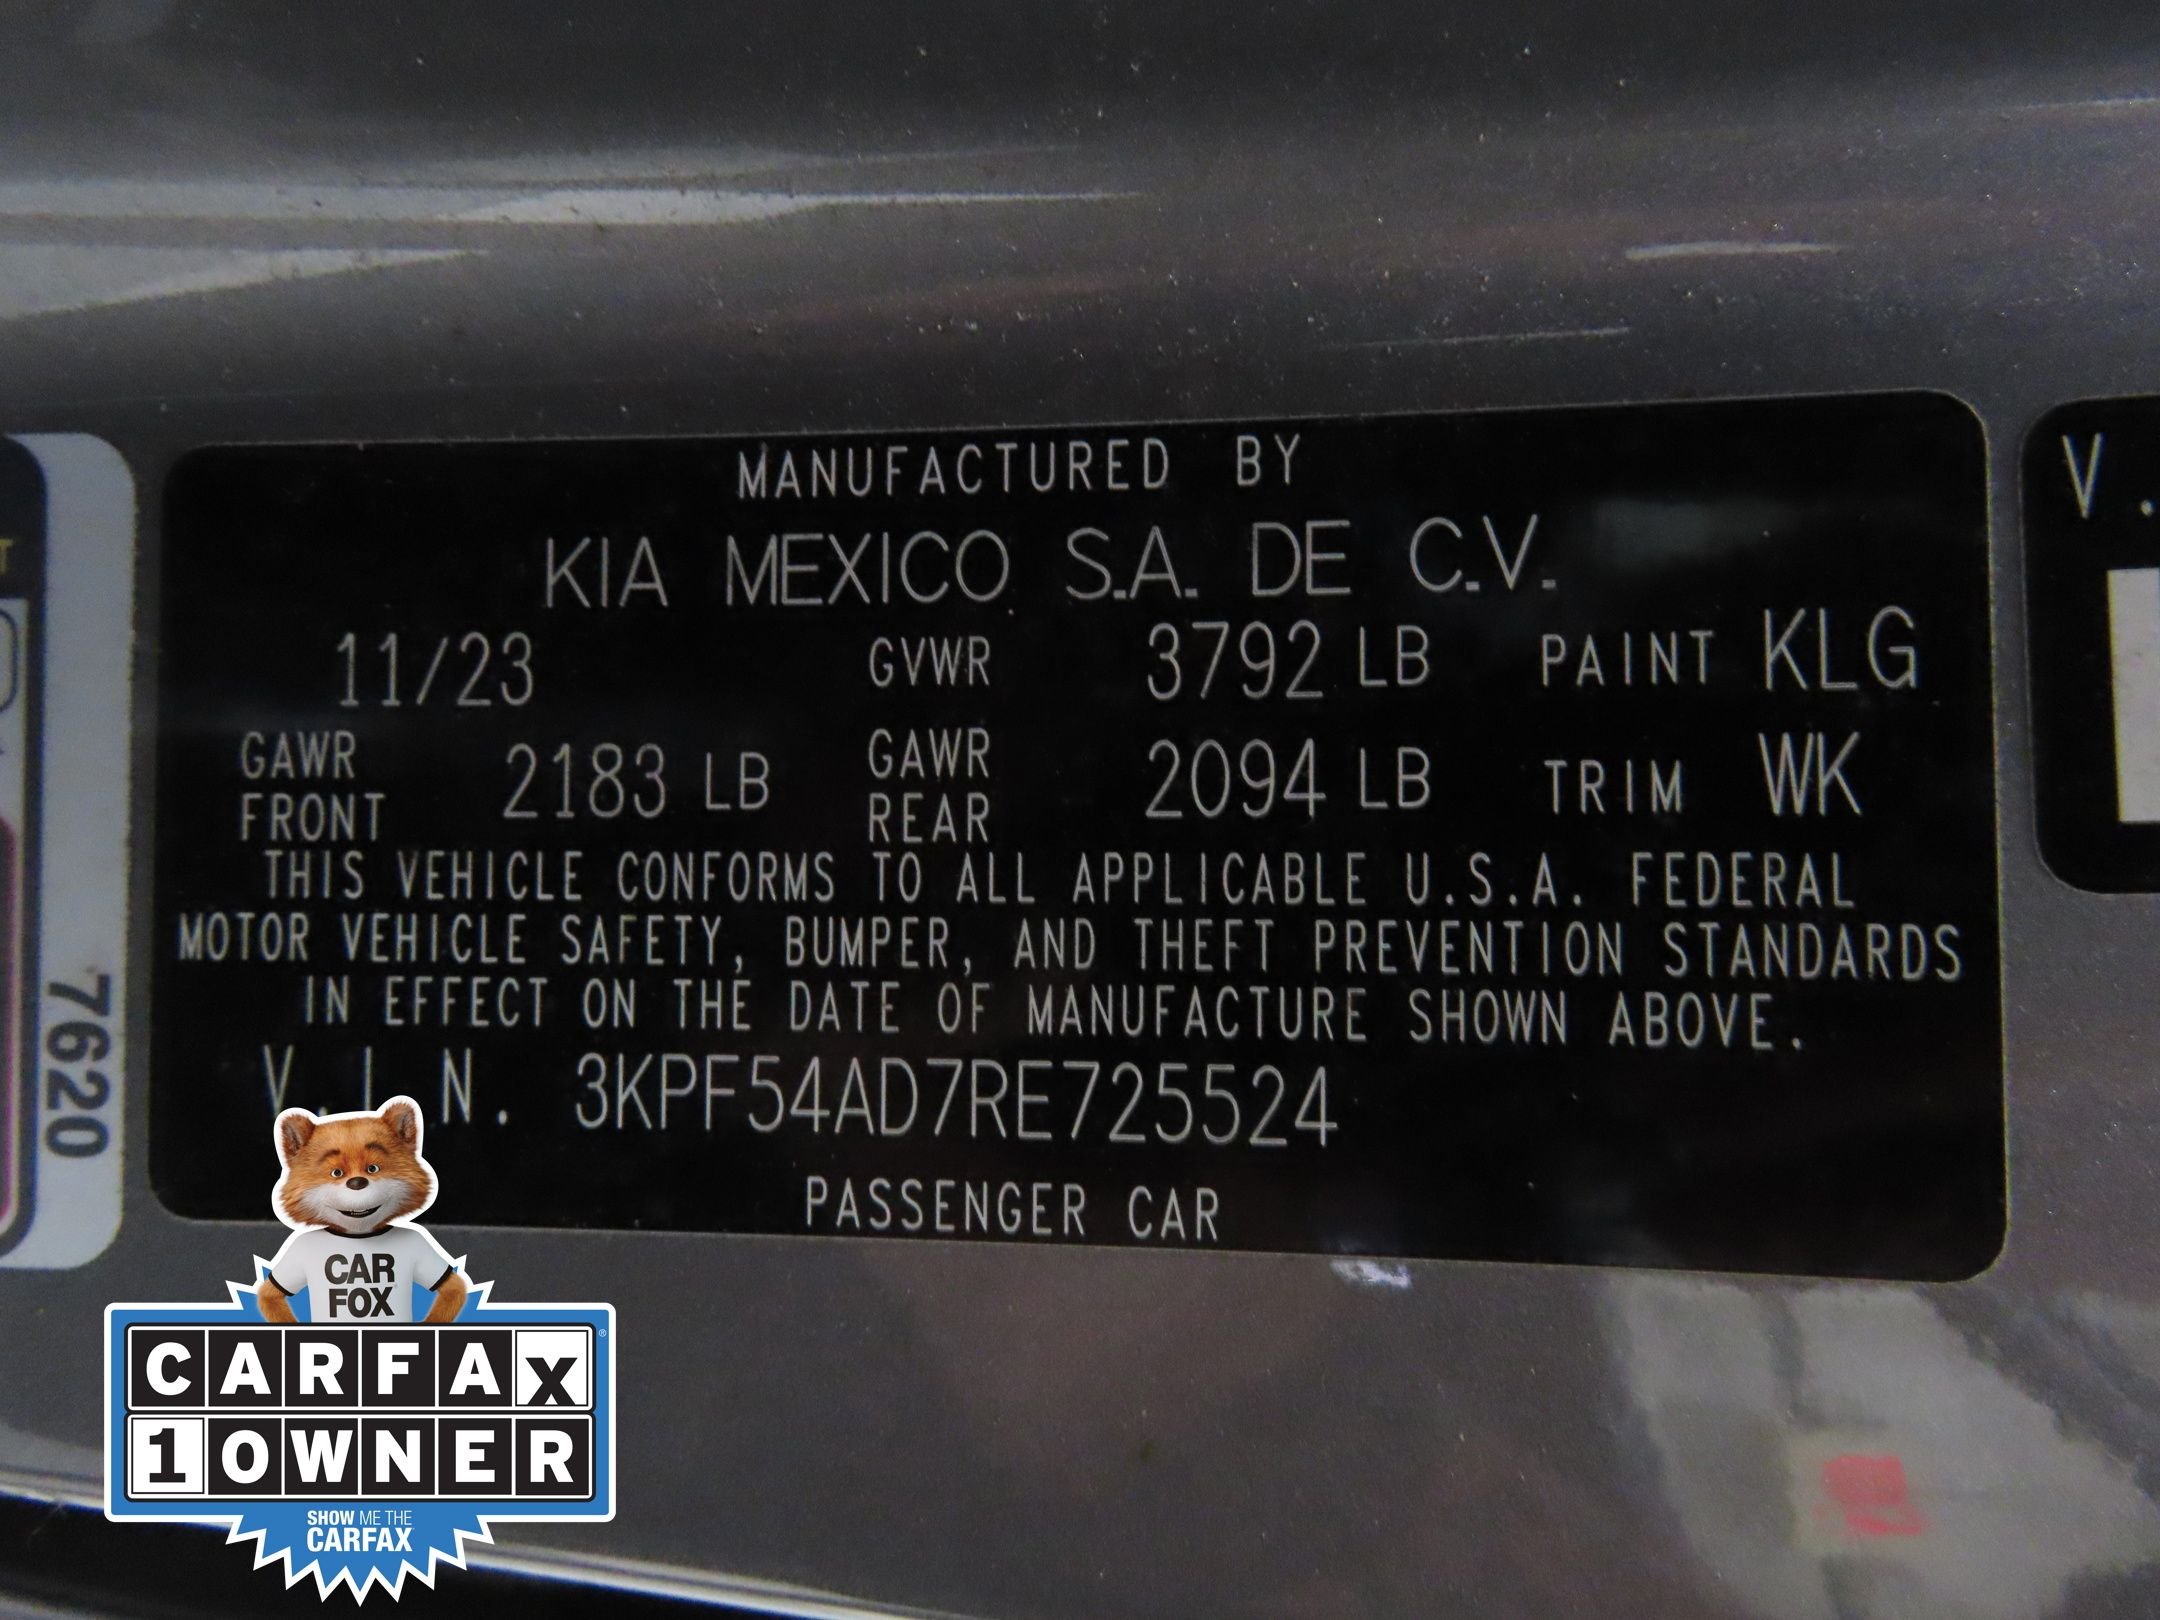 MANUFACTURED BY
KIA MEXICO S.A. DE C.V.
11/23 GVWR 3792 LB PAINT KLG
GAWR FRONT 2183 LB GAWR REAR 2094 LB TRIM WK
THIS VEHICLE CONFORMS TO ALL APPLICABLE U.S.A. FEDERAL
MOTOR VEHICLE SAFETY, BUMPER, AND THEFT PREVENTION STANDARDS
IN EFFECT ON THE DATE OF MANUFACTURE SHOWN ABOVE.
V.I.N. 3KPF54AD7RE725524
PASSENGER CAR
7620
V.
T
CAR
FOX
CARFAX®
1 OWNER
SHOW ME THE
CARFAX